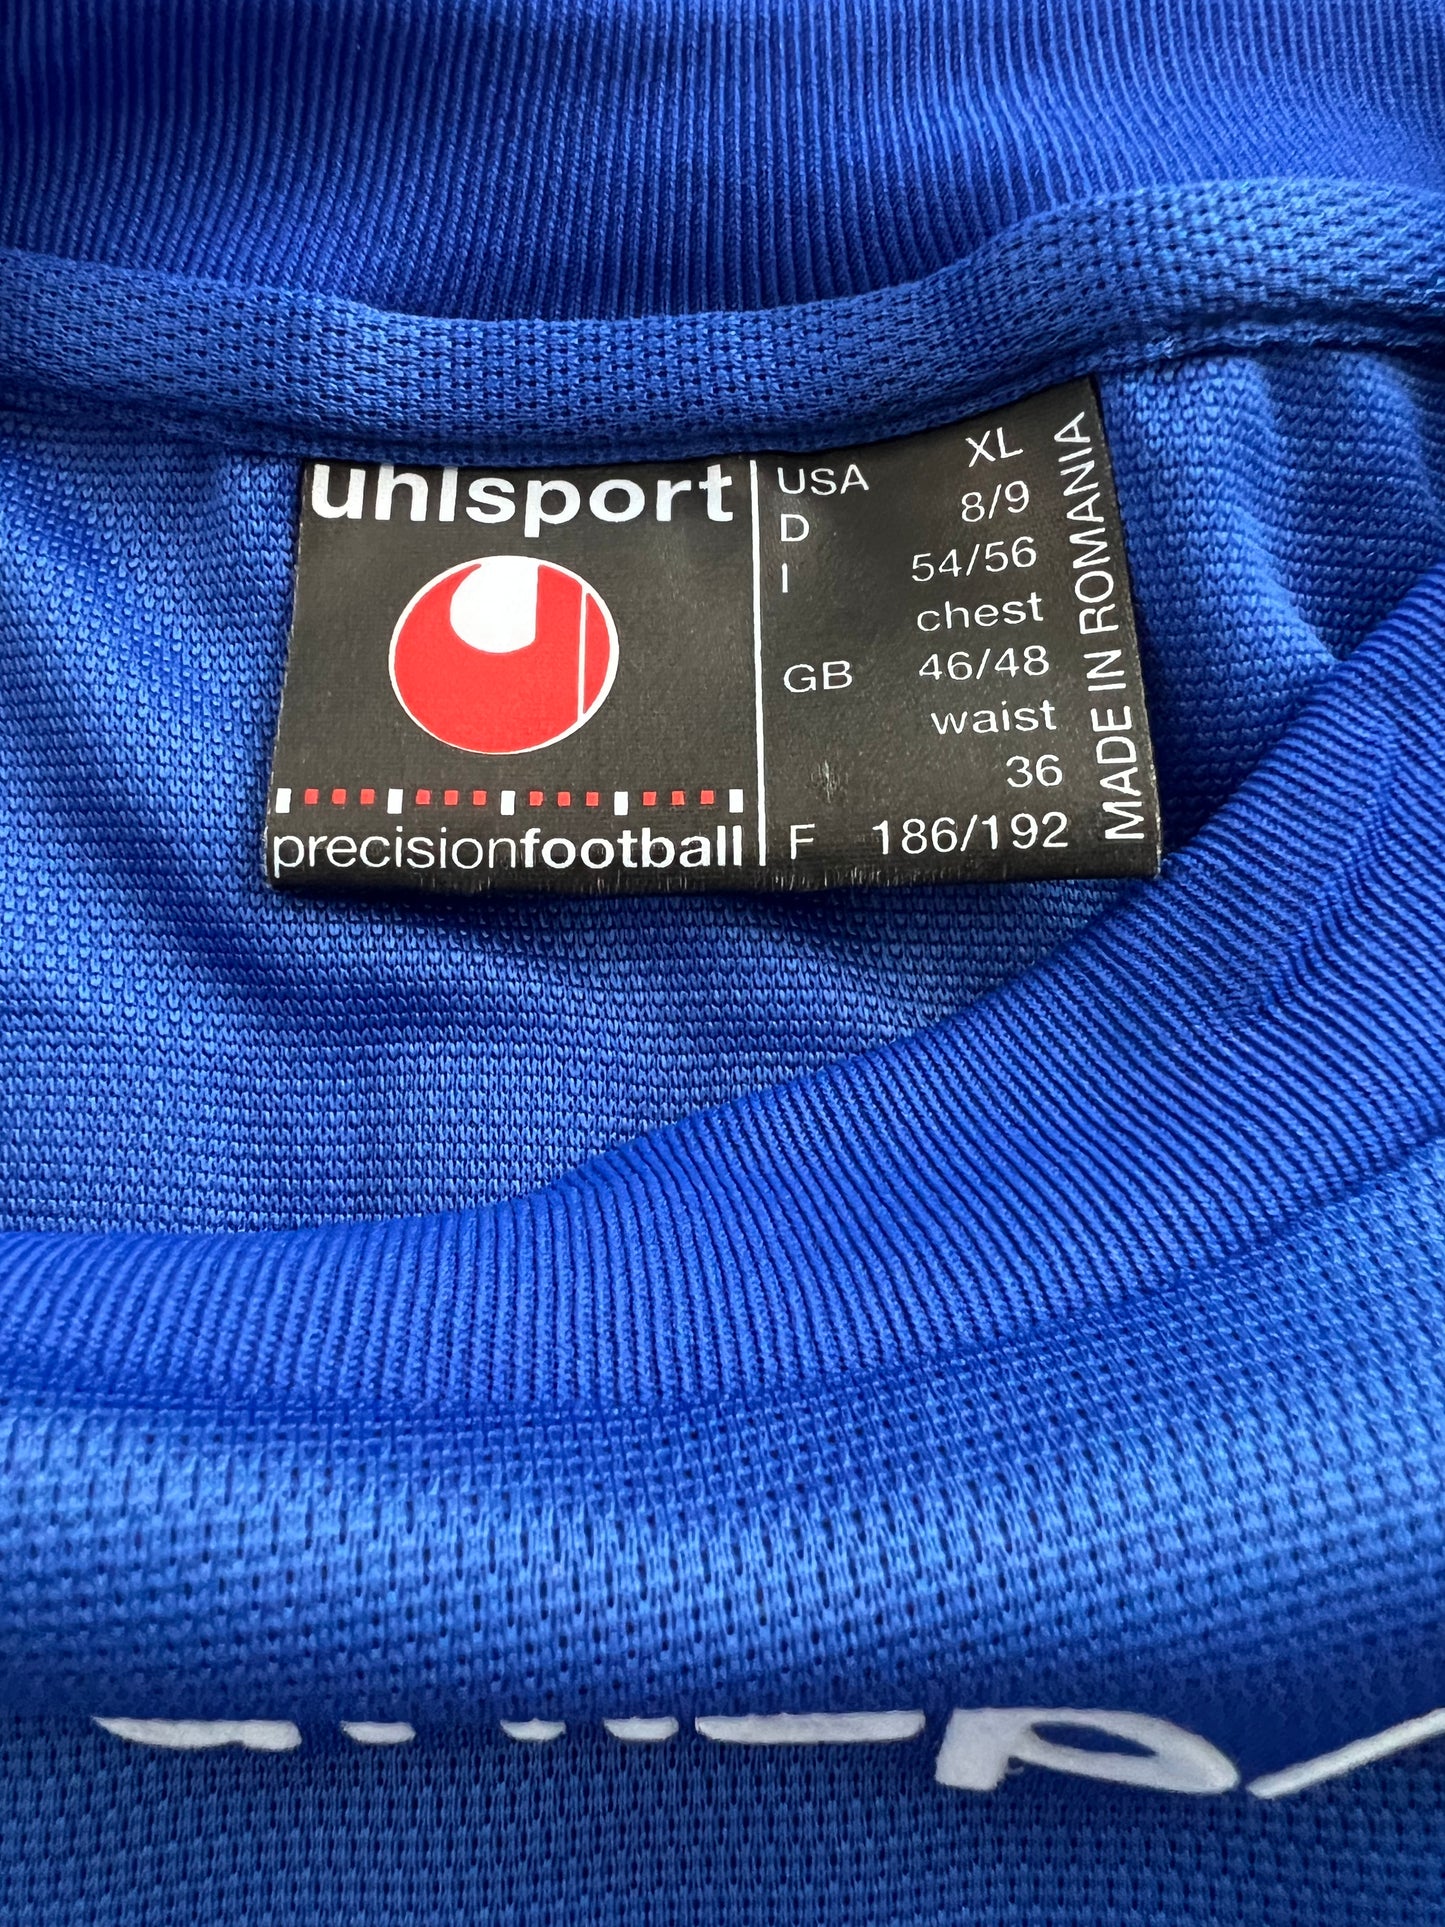 uhlsport
precisionfootball
USA XL
D 8/9
I 54/56
chest
GB 46/48
waist
36
F 186/192
MADE IN ROMANIA